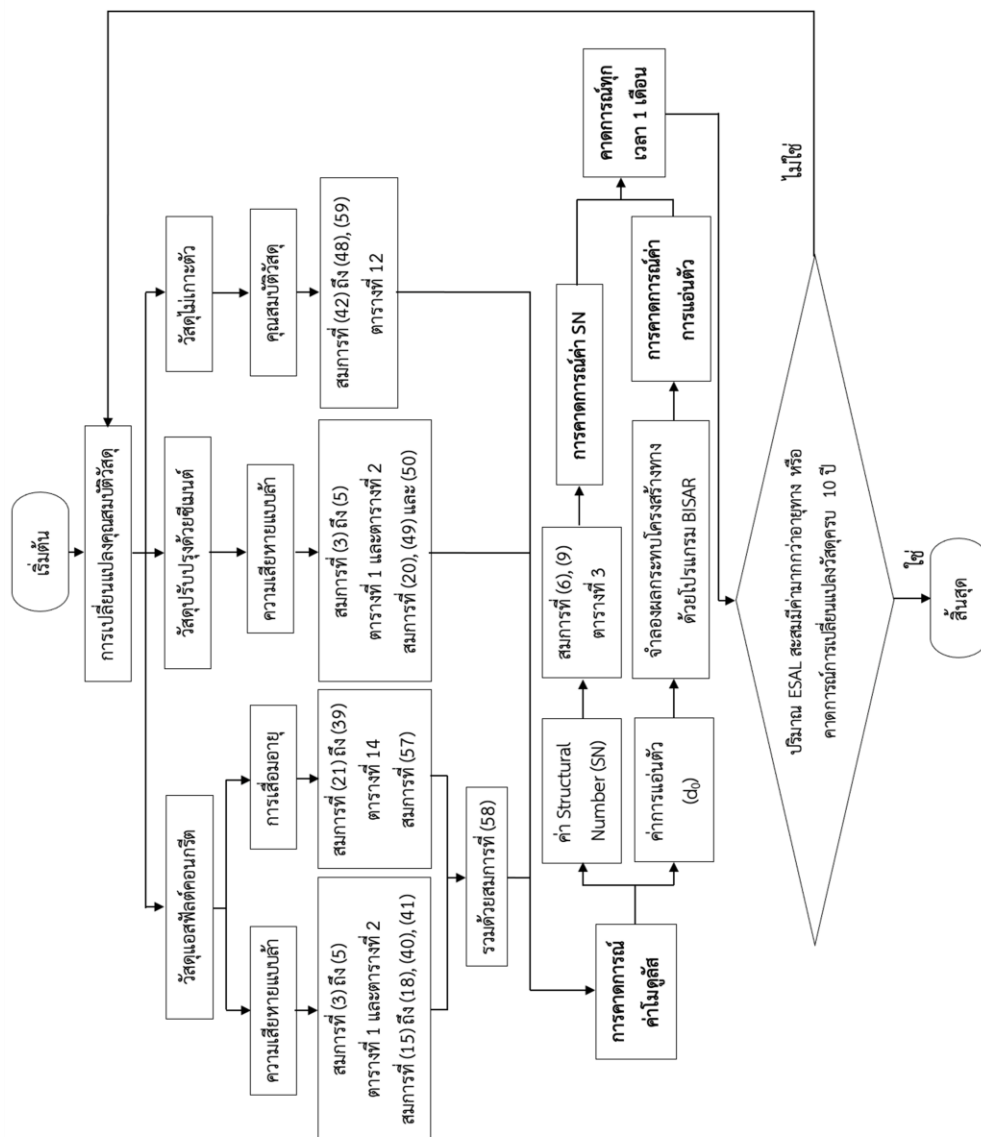 เริ่มต้น
การเปลี่ยนแปลงคุณสมบัติวัสดุ
วัสดุแอสฟัลต์คอนกรีต
วัสดุปรับปรุงด้วยซีเมนต์
วัสดุไม่เกาะตัว
ความเสียหายแบบล้า
การเสื่อมอายุ
ความเสียหายแบบล้า
คุณสมบัติวัสดุ
สมการที่ (3) ถึง (5)
ตารางที่ 1 และตารางที่ 2
สมการที่ (15) ถึง (18), (40), (41)
สมการที่ (21) ถึง (39)
ตารางที่ 14
สมการที่ (57)
สมการที่ (3) ถึง (5)
ตารางที่ 1 และตารางที่ 2
สมการที่ (20), (49) และ (50)
สมการที่ (42) ถึง (48), (59)
ตารางที่ 12
รวมด้วยสมการที่ (58)
การคาดการณ์
ค่าโมดูลัส
ค่า Structural
Number (SN)
สมการที่ (6), (9)
ตารางที่ 3
การคาดการณ์ค่า SN
ค่าการแอ่นตัว
(d₀)
จำลองผลกระทบโครงสร้างทาง
ด้วยโปรแกรม BISAR
การคาดการณ์ค่า
การแอ่นตัว
คาดการณ์ทุก
เวลา 1 เดือน
ปริมาณ ESAL สะสมมีค่ามากกว่าอายุทาง หรือ
คาดการณ์การเปลี่ยนแปลงวัสดุครบ 10 ปี
ไม่ใช่
ใช่
สิ้นสุด